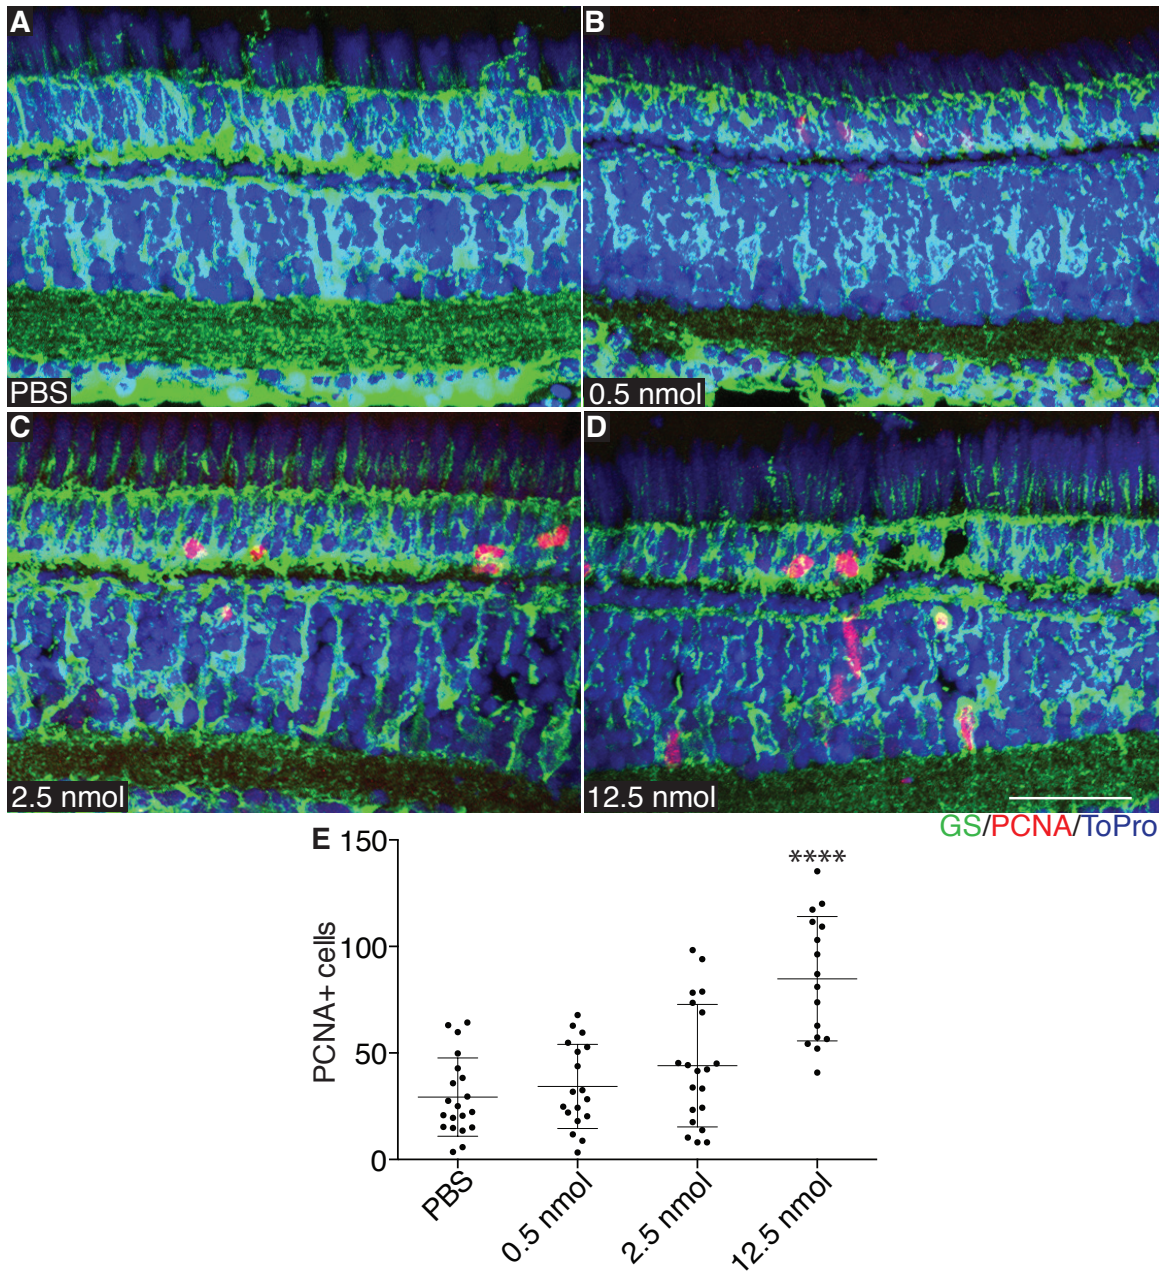 A
B
PBS
0.5 nmol
C
D
2.5 nmol
12.5 nmol
GS/PCNA/ToPro
E
150
100
50
0
PCNA+ cells
****
PBS
0.5 nmol
2.5 nmol
12.5 nmol